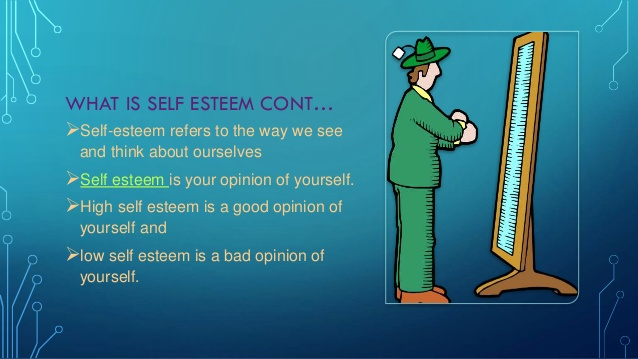 WHAT IS SELF ESTEEM CONT...
➢Self-esteem refers to the way we see
and think about ourselves
➢Self esteem is your opinion of yourself.
➢High self esteem is a good opinion of
yourself and
➢low self esteem is a bad opinion of
yourself.